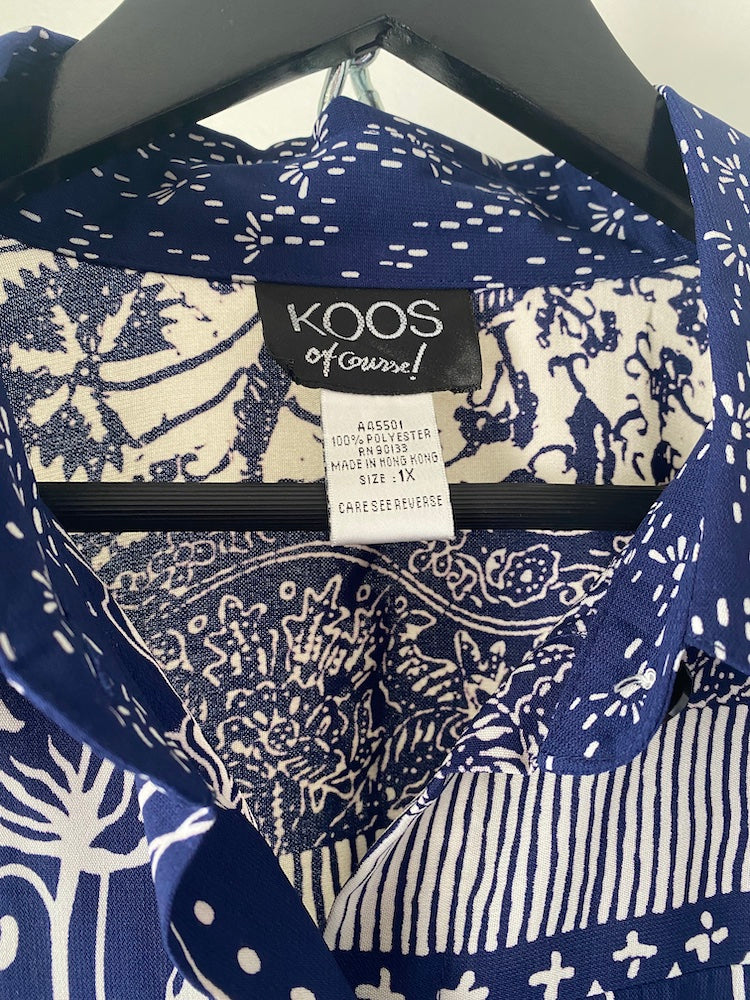 KOOS
of Course!
A45501
100% POLYESTER
RN 90133
MADE IN HONG KONG
SIZE : 1X
CARE SEE REVERSE